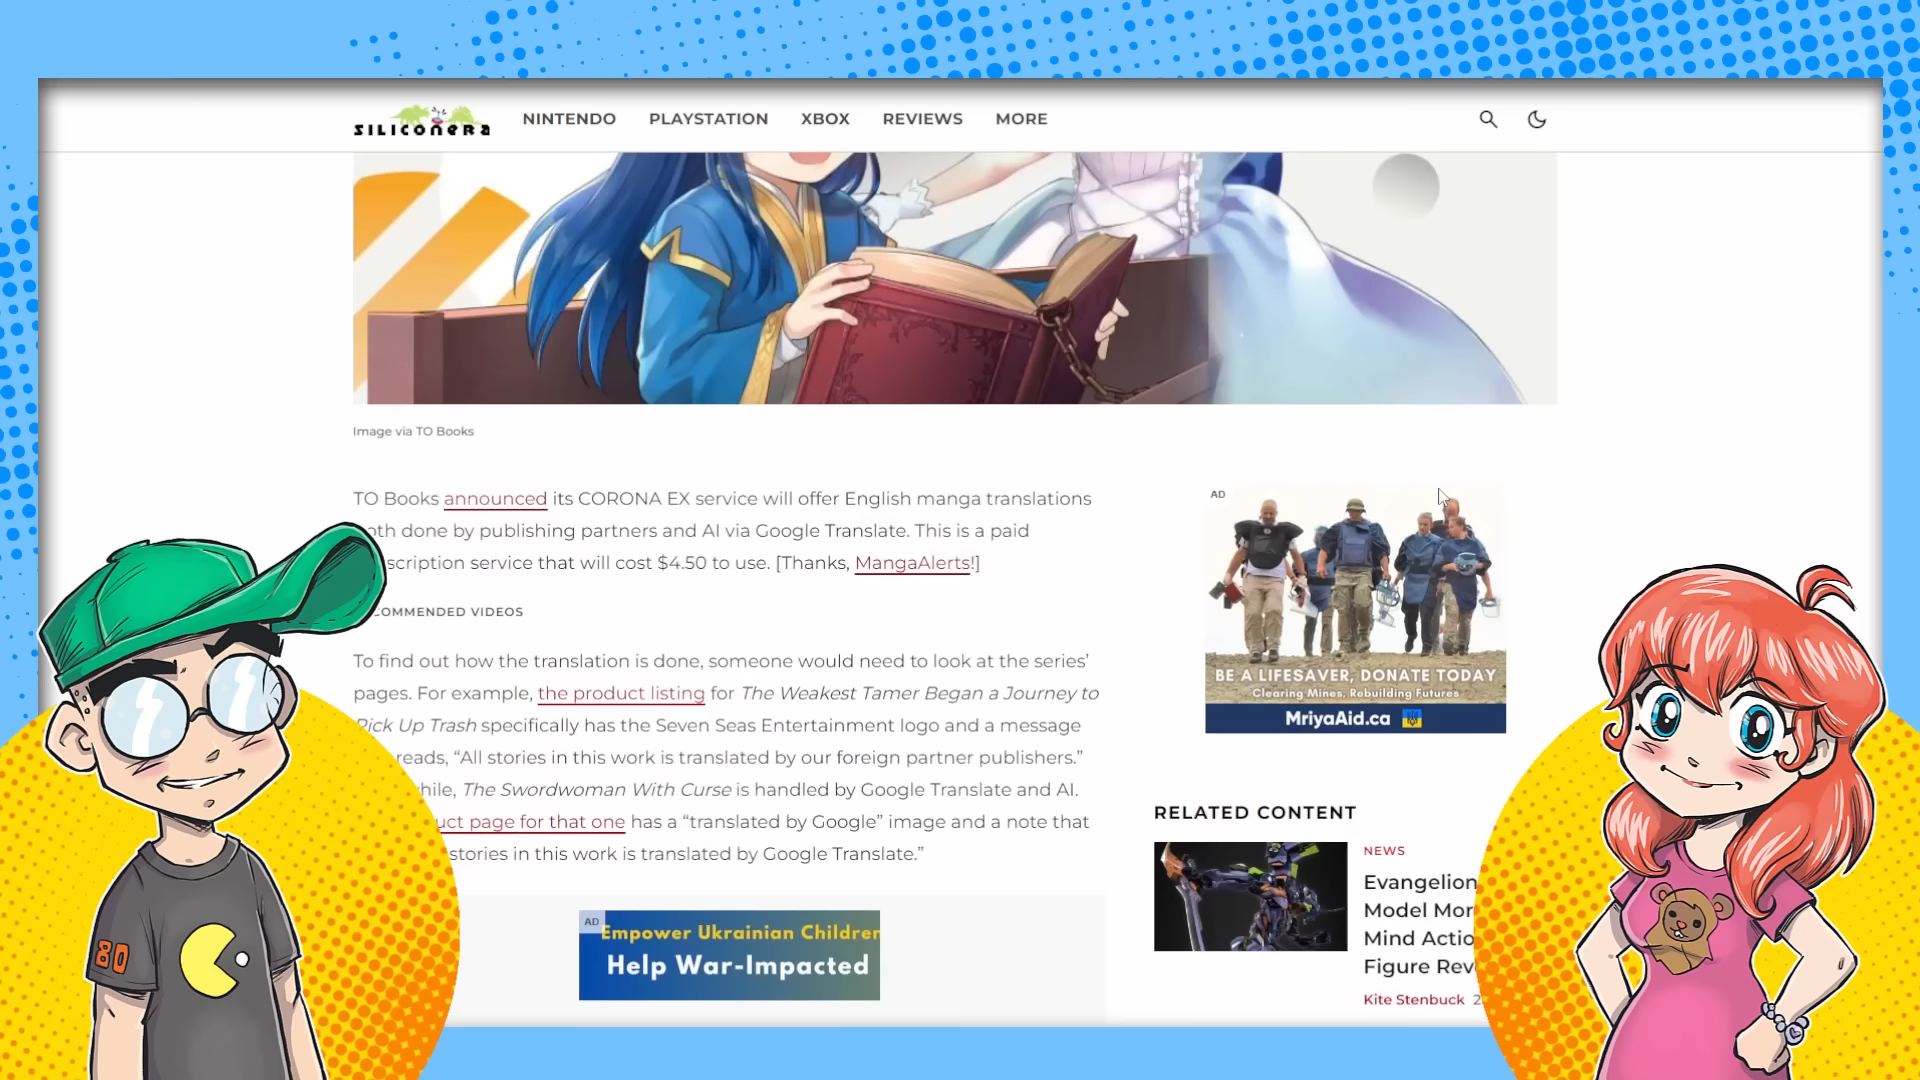 SILICONERA NINTENDO PLAYSTATION XBOX REVIEWS MORE
Image via TO Books
TO Books announced its CORONA EX service will offer English manga translations
oth done by publishing partners and AI via Google Translate. This is a paid
scription service that will cost $4.50 to use. [Thanks, MangaAlerts!]
COMMENDED VIDEOS
To find out how the translation is done, someone would need to look at the series’
pages. For example, the product listing for The Weakest Tamer Began a Journey to
Pick Up Trash specifically has the Seven Seas Entertainment logo and a message
reads, “All stories in this work is translated by our foreign partner publishers.”
hile, The Swordwoman With Curse is handled by Google Translate and AI.
uct page for that one has a “translated by Google” image and a note that
stories in this work is translated by Google Translate.”
AD
Empower Ukrainian Children
Help War-Impacted
AD
BE A LIFESAVER, DONATE TODAY
Clearing Mines, Rebuilding Futures
MriyaAid.ca
RELATED CONTENT
NEWS
Evangelion
Model Mor
Mind Actio
Figure Rev
Kite Stenbuck 2
80